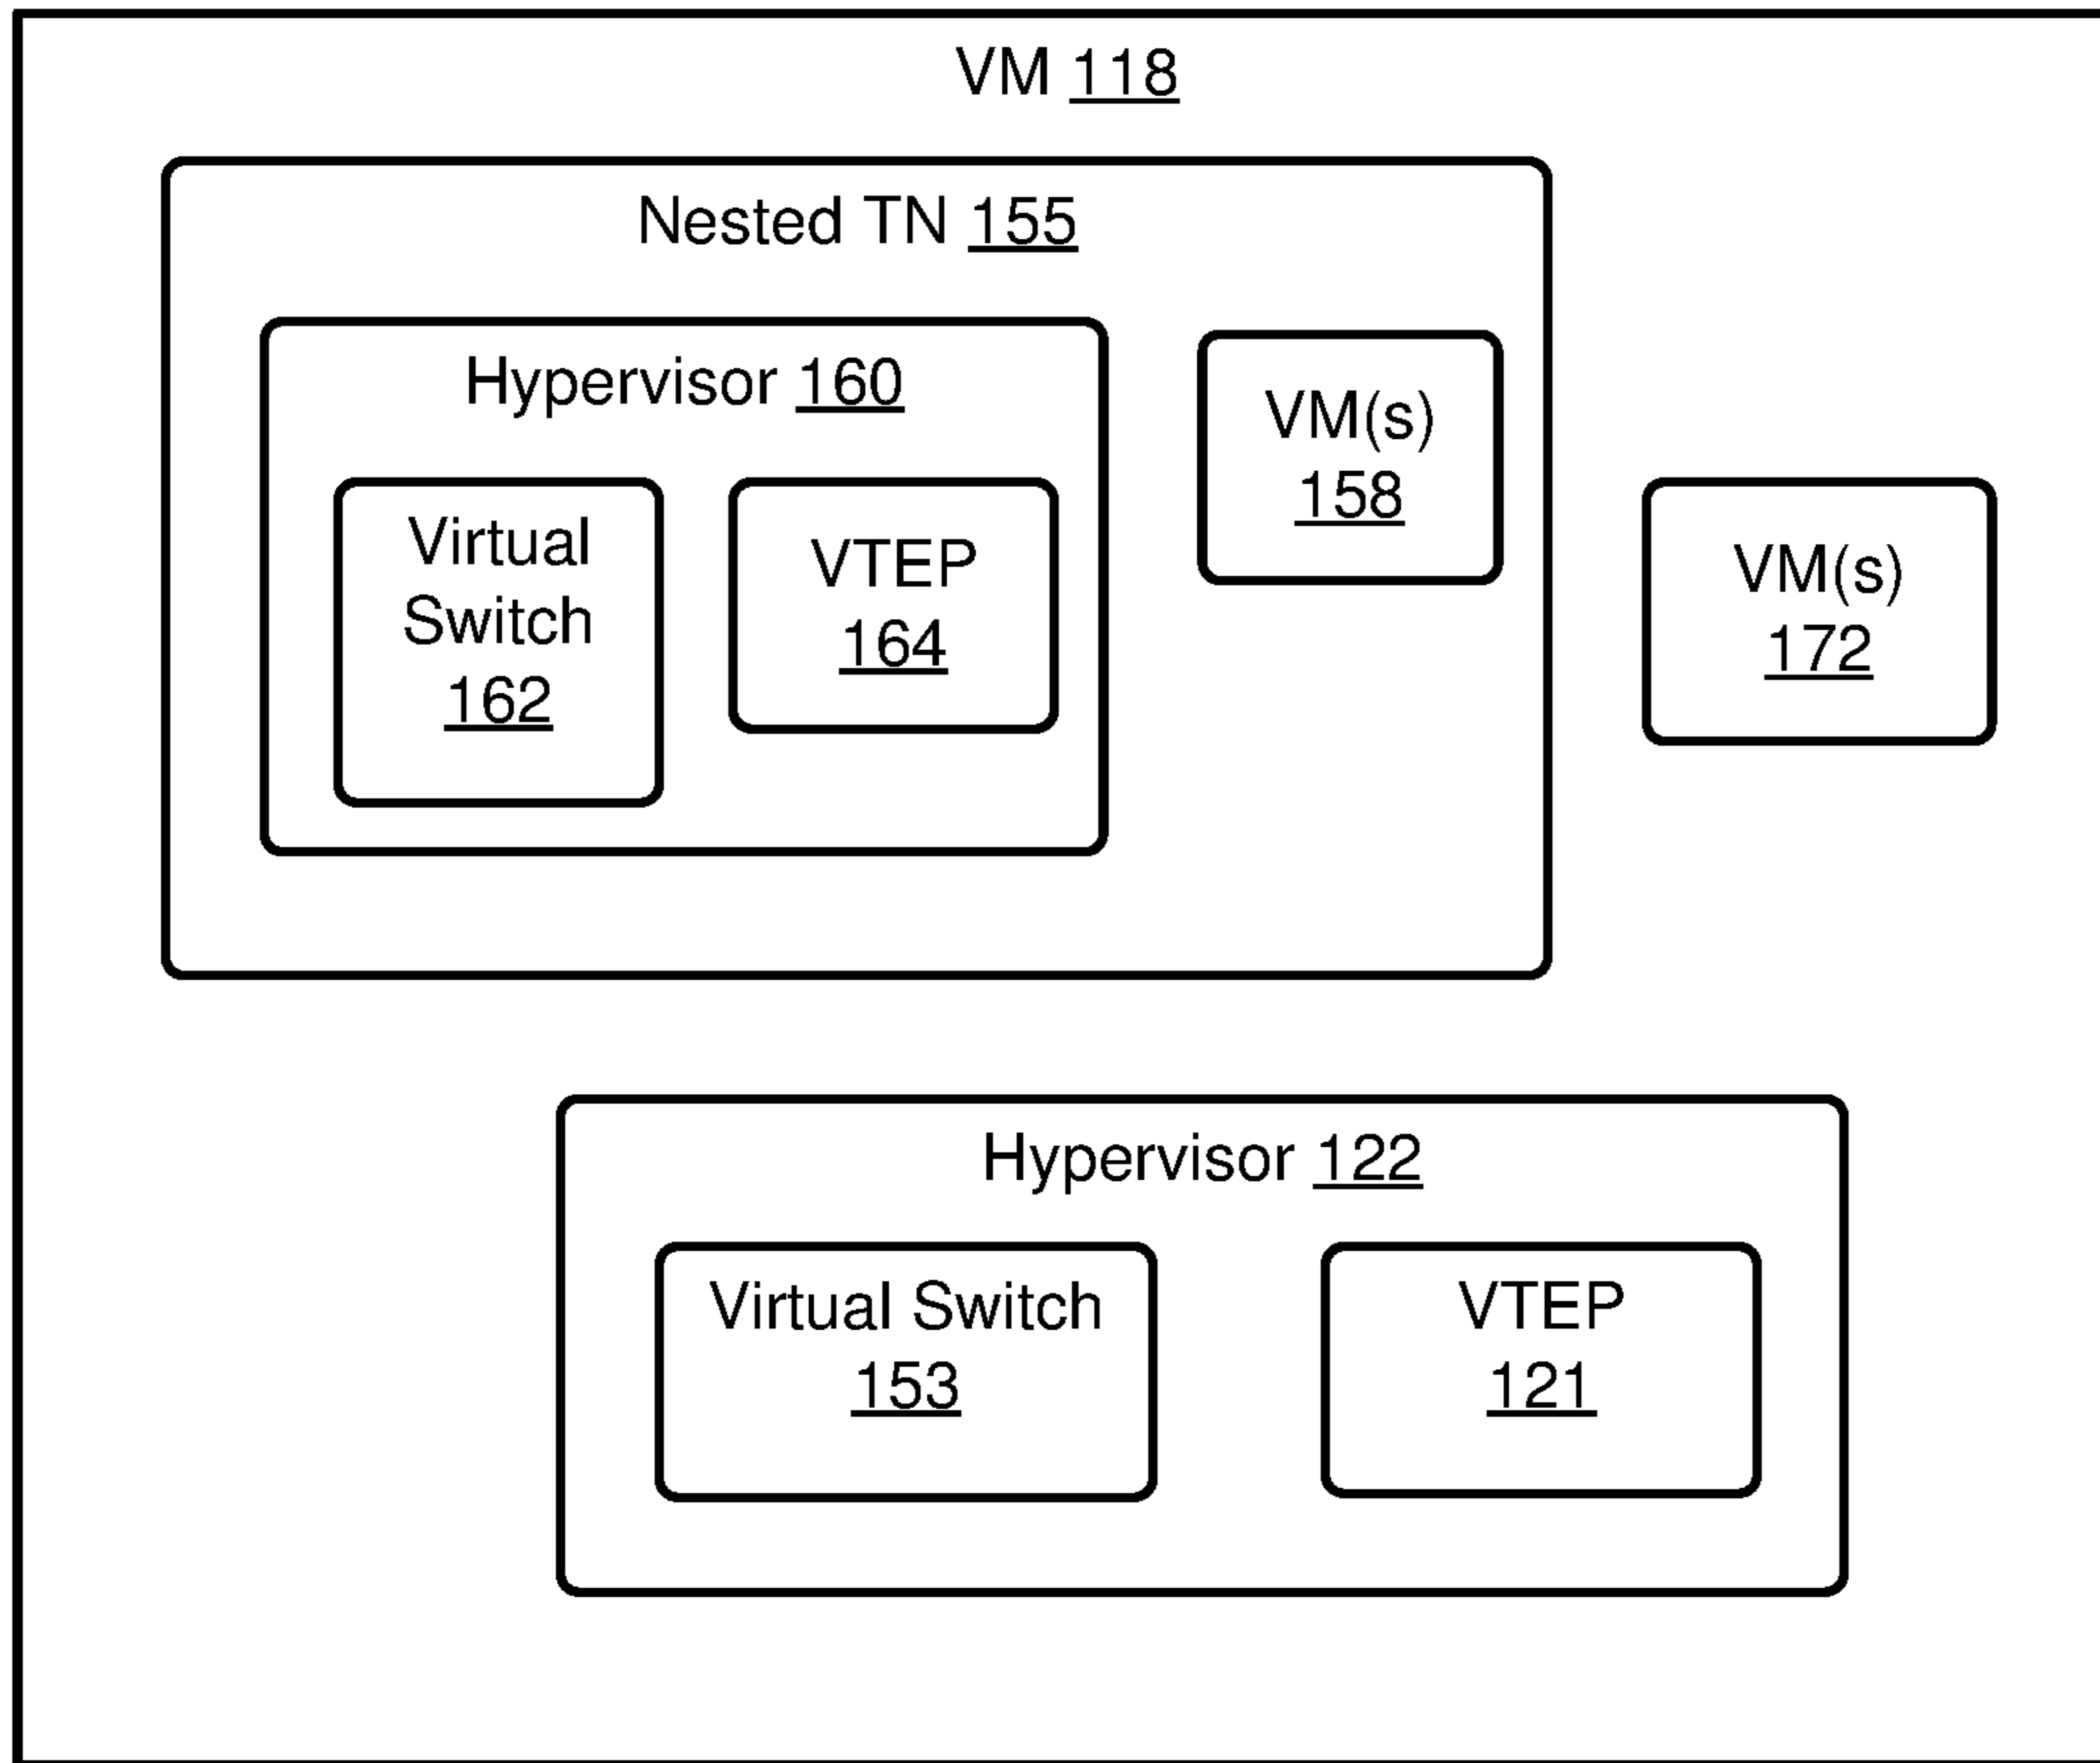 VM 118
Nested TN 155
Hypervisor 160
Virtual
Switch
162
VTEP
164
VM(s)
158
VM(s)
172
Hypervisor 122
Virtual Switch
153
VTEP
121